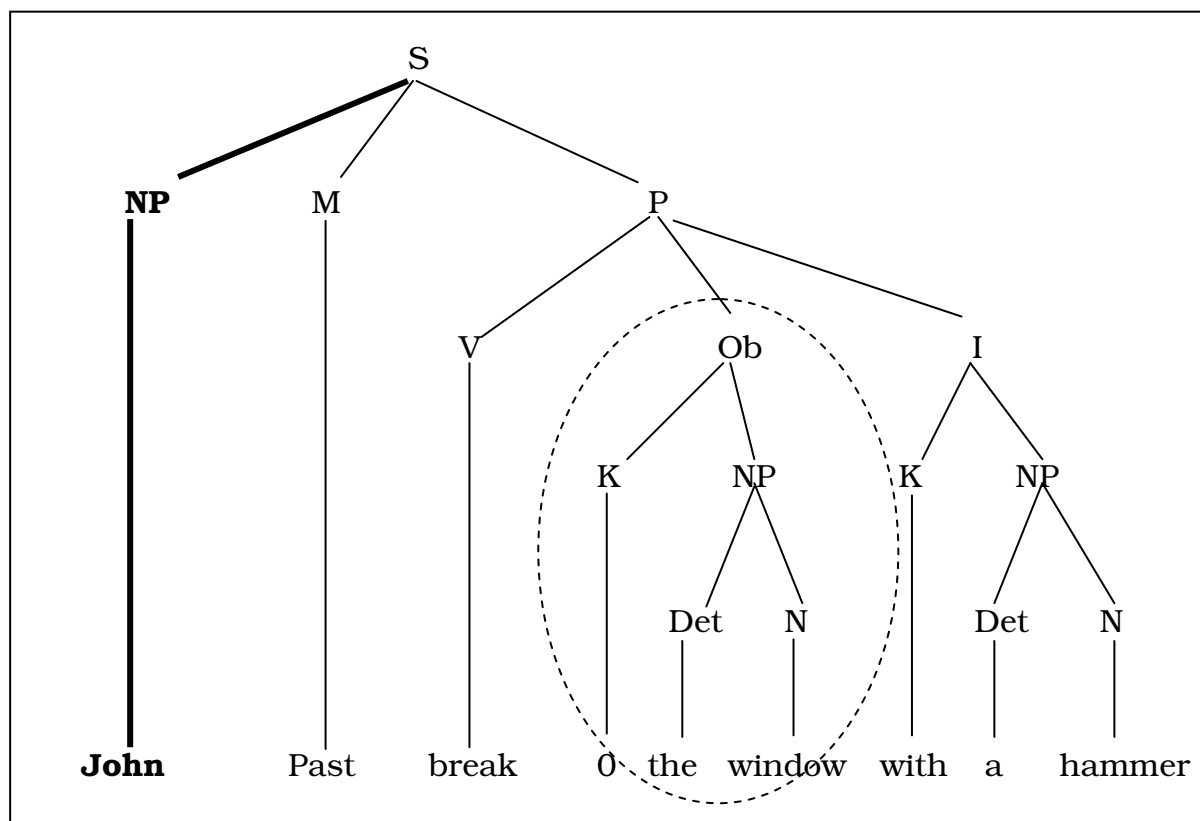 S
NP M P
V Ob I
K NP K NP
Det N Det N
John Past break 0 the window with a hammer